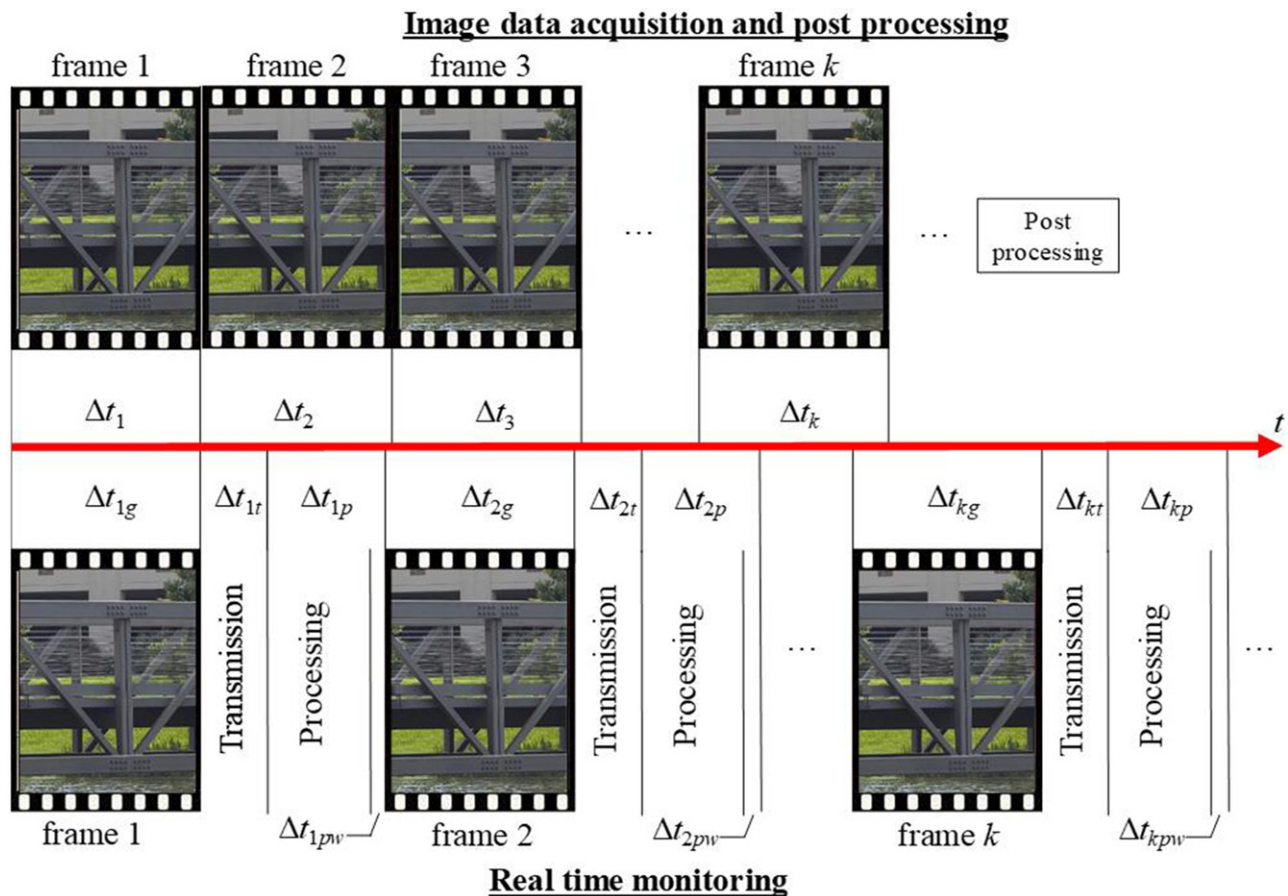 Image data acquisition and post processing
frame 1 frame 2 frame 3 frame k
... ... Post
processing
Δt1 Δt2 Δt3 Δtk t
Δt1g Δt1t Δt1p Δt2g Δt2t Δt2p Δtkg Δtkt Δtkp
Transmission Processing Transmission Processing ... Transmission Processing ...
frame 1 Δt1pw frame 2 Δt2pw frame k Δtkpw
Real time monitoring